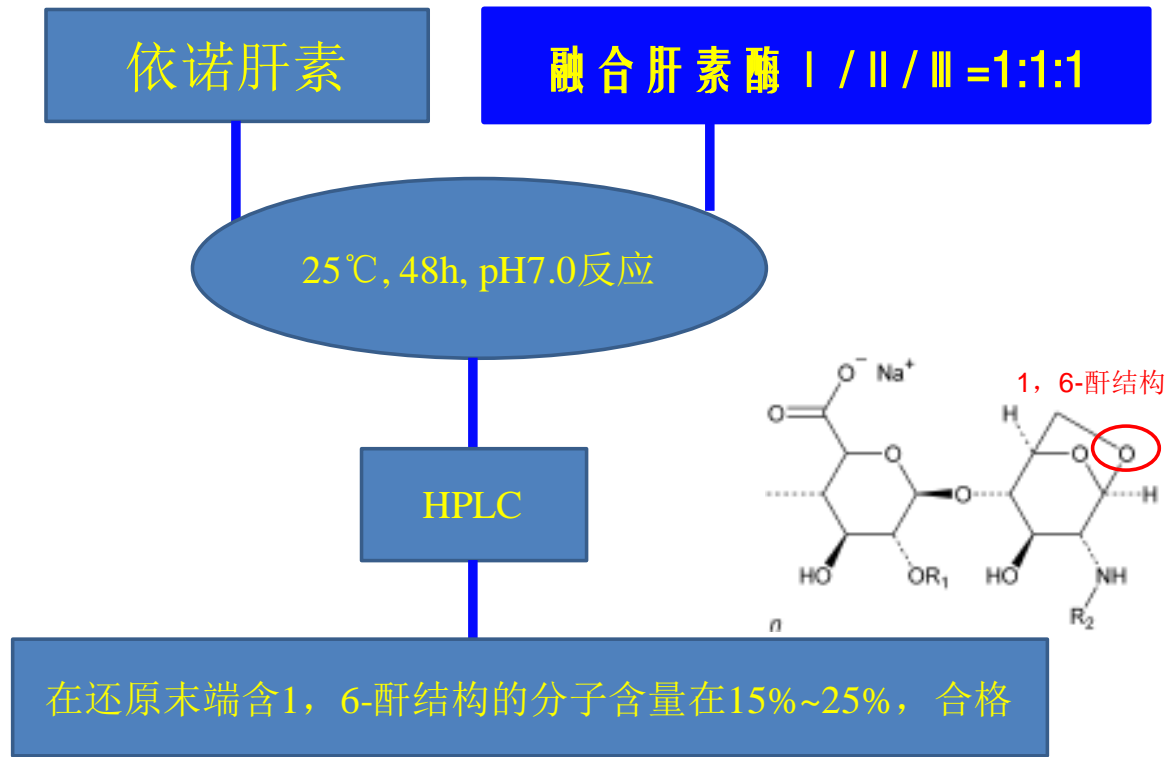 依诺肝素
融合肝素酶Ⅰ/Ⅱ/Ⅲ=1:1:1
25℃, 48h, pH7.0反应
HPLC
在还原末端含1，6-酐结构的分子含量在15%~25%，合格
1，6-酐结构
O⁻ Na⁺
O
H
O
O
O
O
H
HO
OR₁
HO
NH
R₂
n